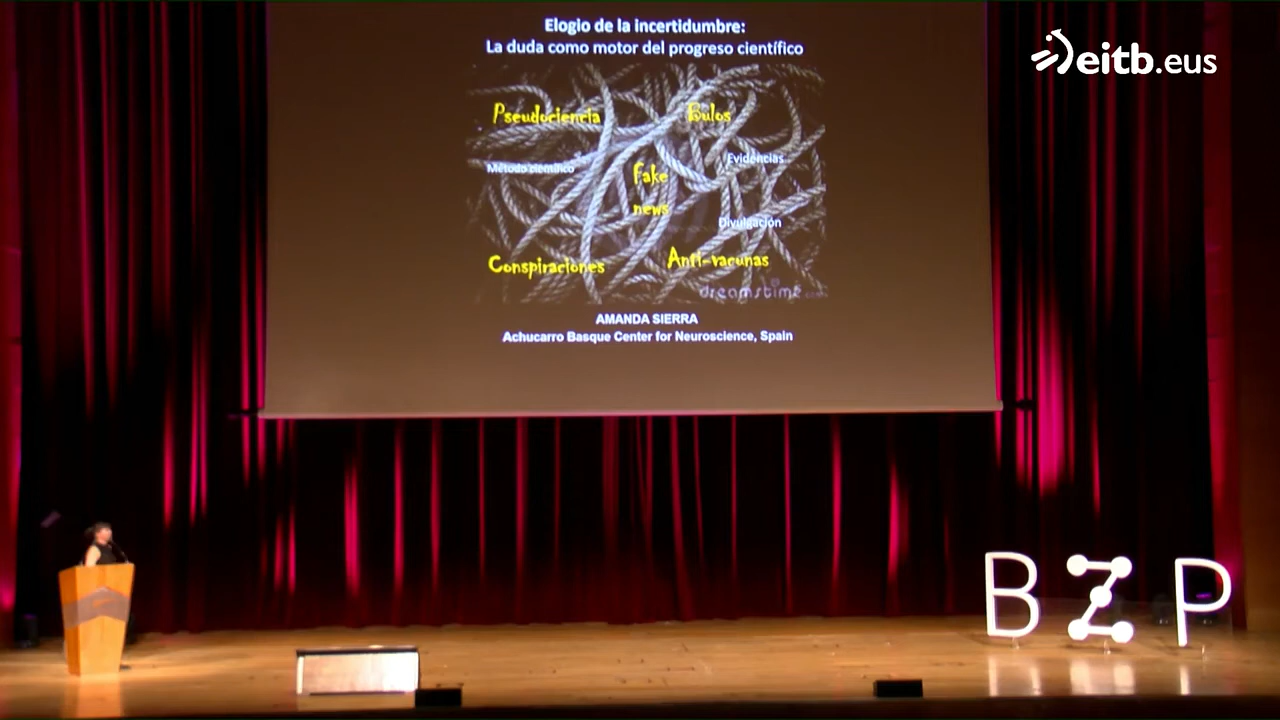 Elogio de la incertidumbre:
La duda como motor del progreso científico
eitb.eus
Pseudociencia
Bulos
Evidencias
Método científico
Fake
news
Divulgación
Conspiraciones
Anti-vacunas
dreamstime.com
AMANDA SIERRA
Achucarro Basque Center for Neuroscience, Spain
BZP